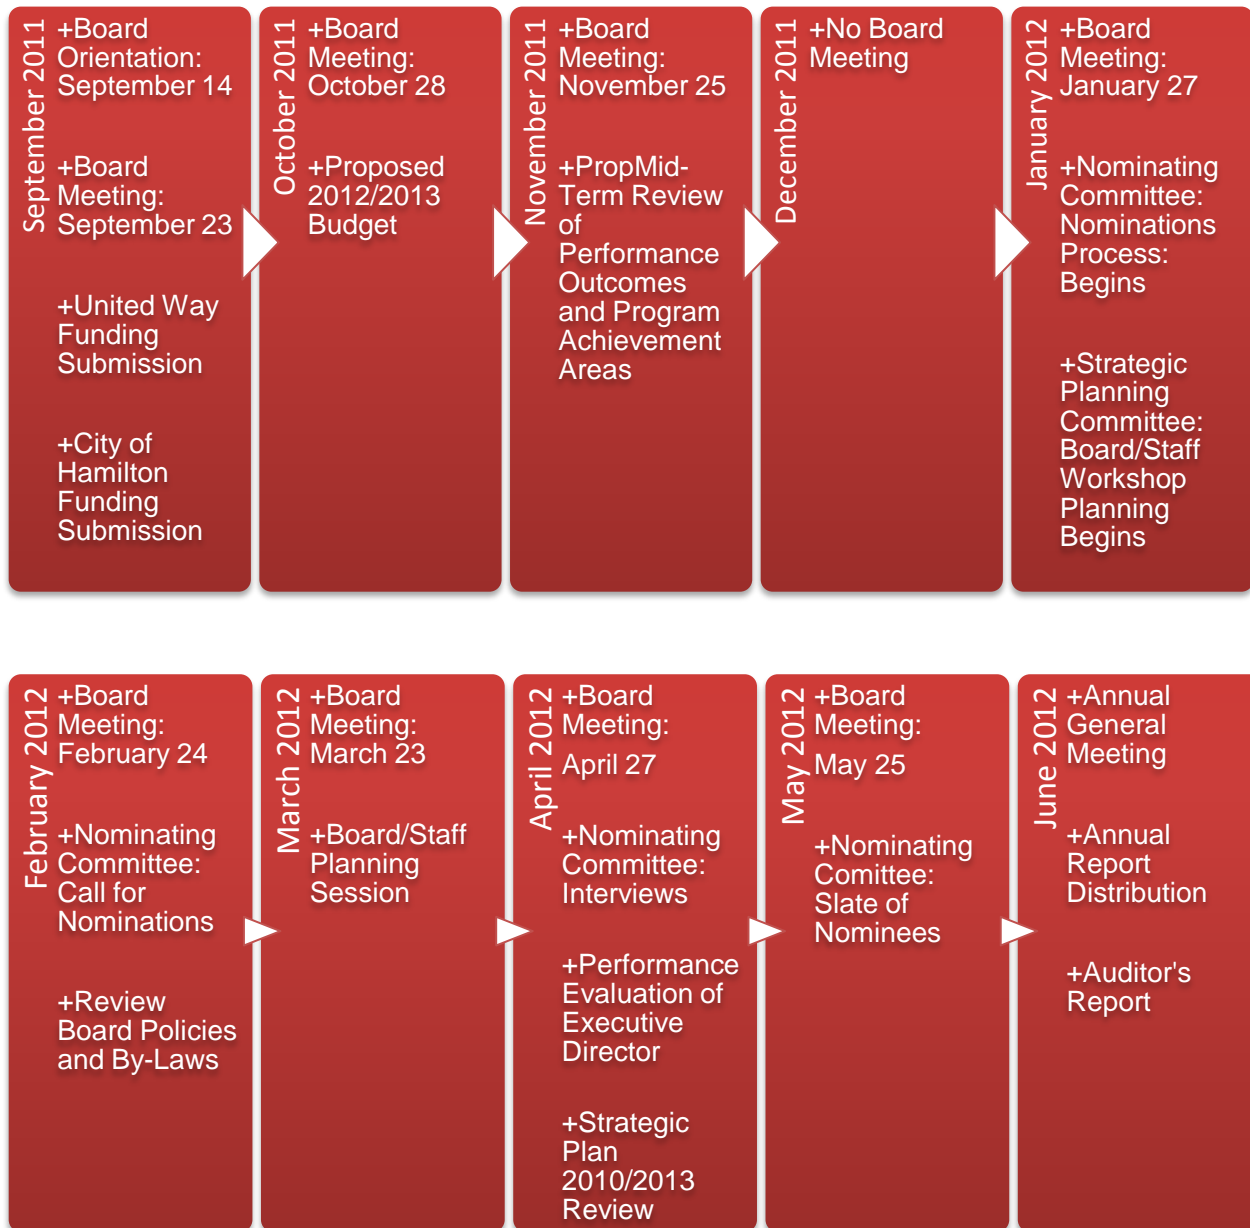 September 2011
+Board
Orientation:
September 14
+Board
Meeting:
September 23
+United Way
Funding
Submission
+City of
Hamilton
Funding
Submission
October 2011
+Board
Meeting:
October 28
+Proposed
2012/2013
Budget
November 2011
+Board
Meeting:
November 25
+PropMid-
Term Review
of
Performance
Outcomes
and Program
Achievement
Areas
December 2011
+No Board
Meeting
January 2012
+Board
Meeting:
January 27
+Nominating
Committee:
Nominations
Process:
Begins
+Strategic
Planning
Committee:
Board/Staff
Workshop
Planning
Begins
February 2012
+Board
Meeting:
February 24
+Nominating
Committee:
Call for
Nominations
+Review
Board Policies
and By-Laws
March 2012
+Board
Meeting:
March 23
+Board/Staff
Planning
Session
April 2012
+Board
Meeting:
April 27
+Nominating
Committee:
Interviews
+Performance
Evaluation of
Executive
Director
+Strategic
Plan
2010/2013
Review
May 2012
+Board
Meeting:
May 25
+Nominating
Comittee:
Slate of
Nominees
June 2012
+Annual
General
Meeting
+Annual
Report
Distribution
+Auditor's
Report